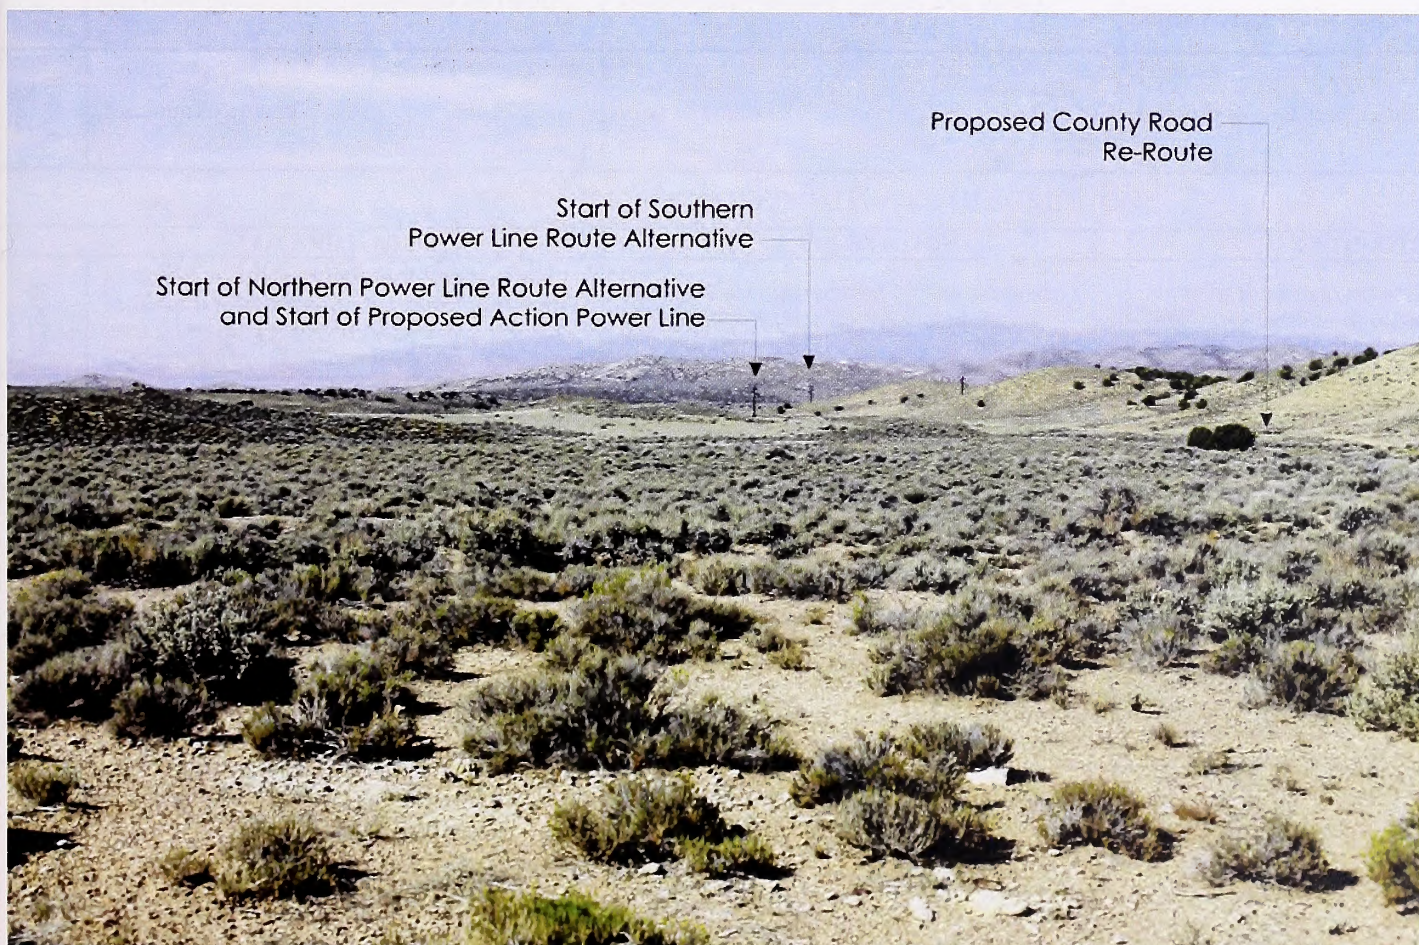 Proposed County Road
Re-Route
Start of Southern
Power Line Route Alternative
Start of Northern Power Line Route Alternative
and Start of Proposed Action Power Line